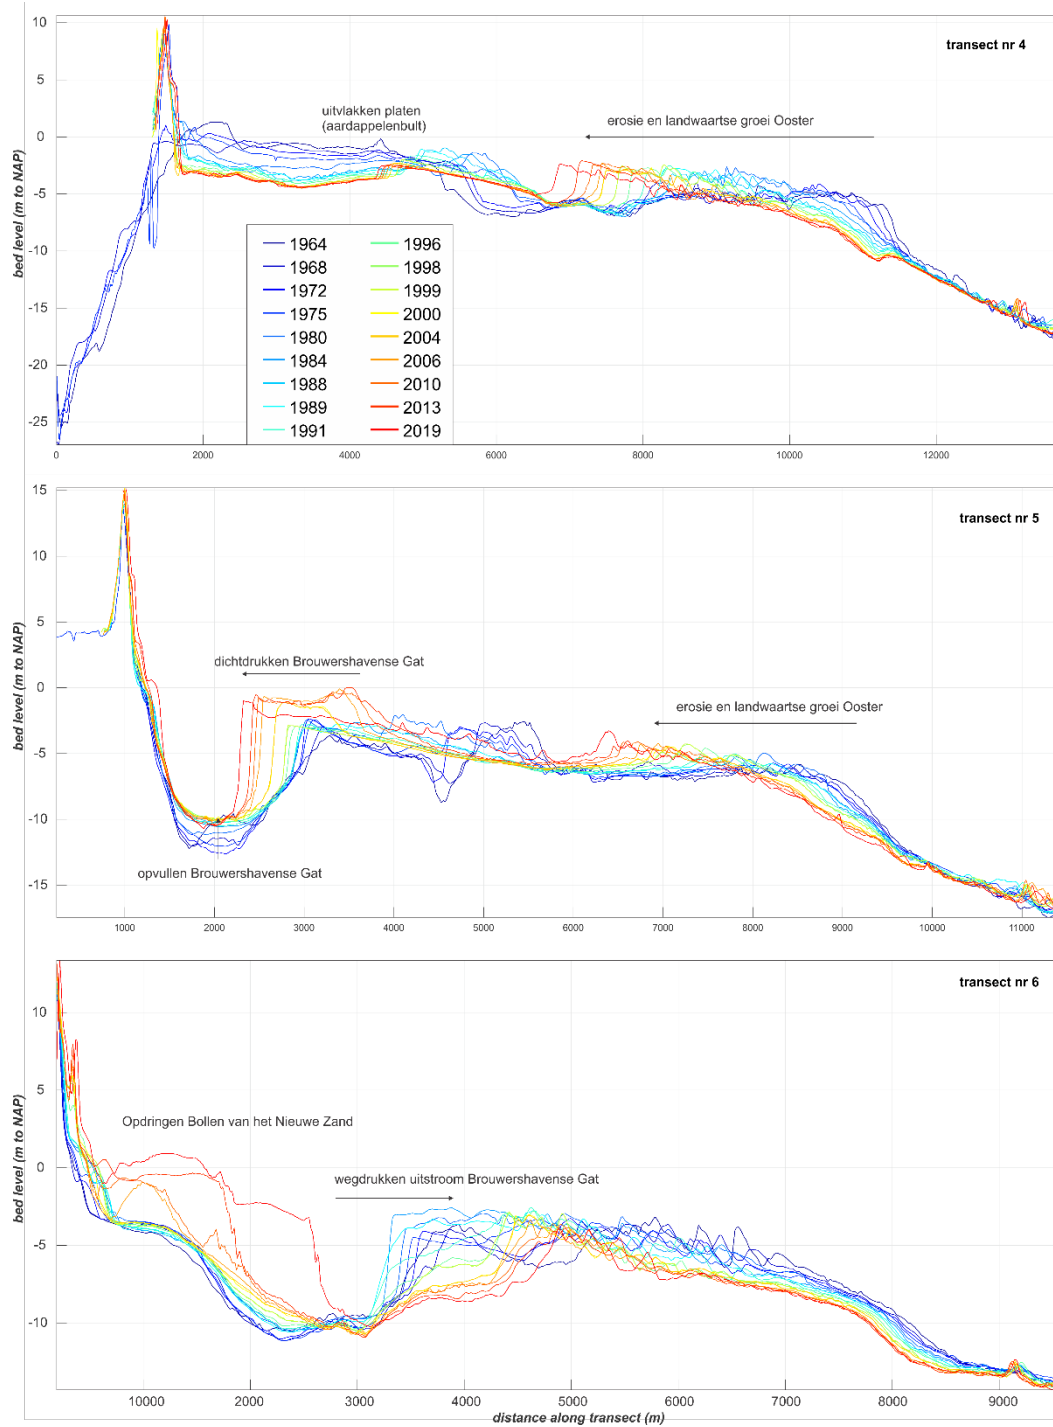 transect nr 4
10
5
0
-5
-10
-15
-20
-25
bed level (m to NAP)
uitvlakken platen
(aardappelenbult)
erosie en landwaartse groei Ooster
1964 1996
1968 1998
1972 1999
1975 2000
1980 2004
1984 2006
1988 2010
1989 2013
1991 2019
0 2000 4000 6000 8000 10000 12000
transect nr 5
15
10
5
0
-5
-10
-15
bed level (m to NAP)
dichtdrukken Brouwershavense Gat
erosie en landwaartse groei Ooster
opvullen Brouwershavense Gat
1000 2000 3000 4000 5000 6000 7000 8000 9000 10000 11000
transect nr 6
10
5
0
-5
-10
bed level (m to NAP)
Opdringen Bollen van het Nieuwe Zand
wegdrukken uitstroom Brouwershavense Gat
10000 2000 3000 4000 5000 6000 7000 8000 9000
distance along transect (m)